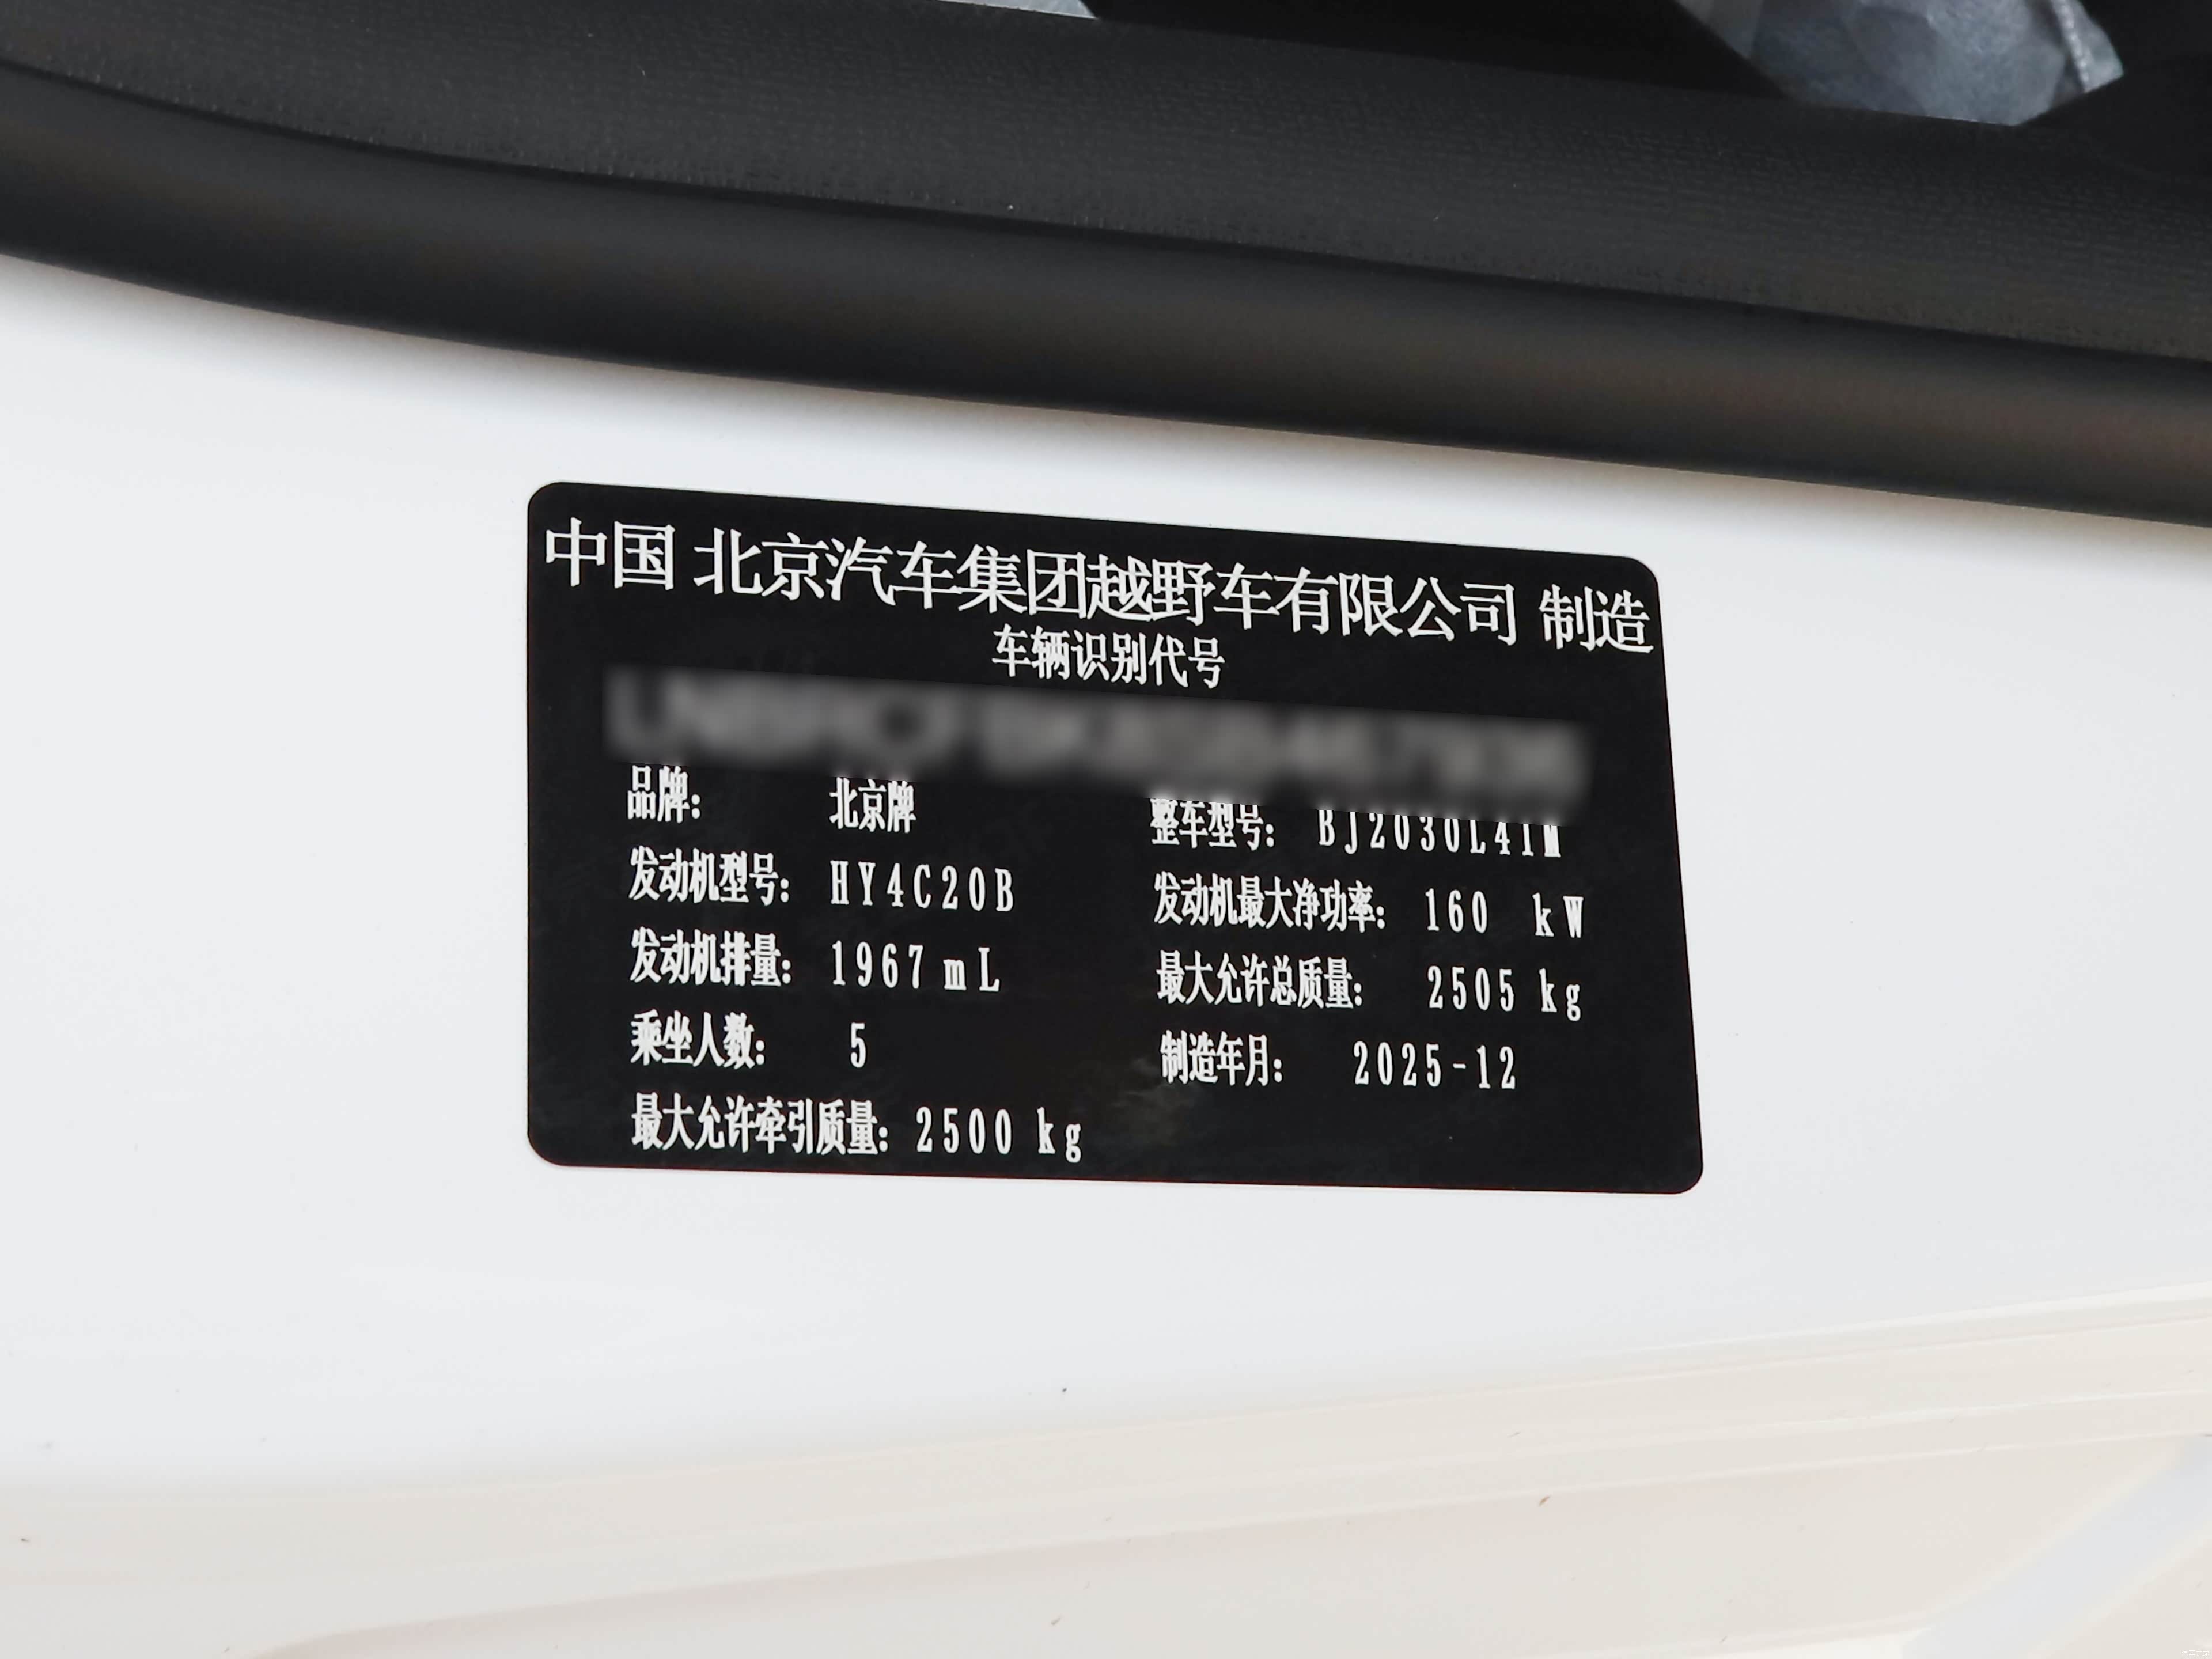 中国 北京汽车集团越野车有限公司 制造
车辆识别代号
品牌: 北京牌 整车型号: BJ2030L41M
发动机型号: HY4C20B 发动机最大净功率: 160 kW
发动机排量: 1967 mL 最大允许总质量: 2505 kg
乘坐人数: 5 制造年月: 2025-12
最大允许牵引质量: 2500 kg